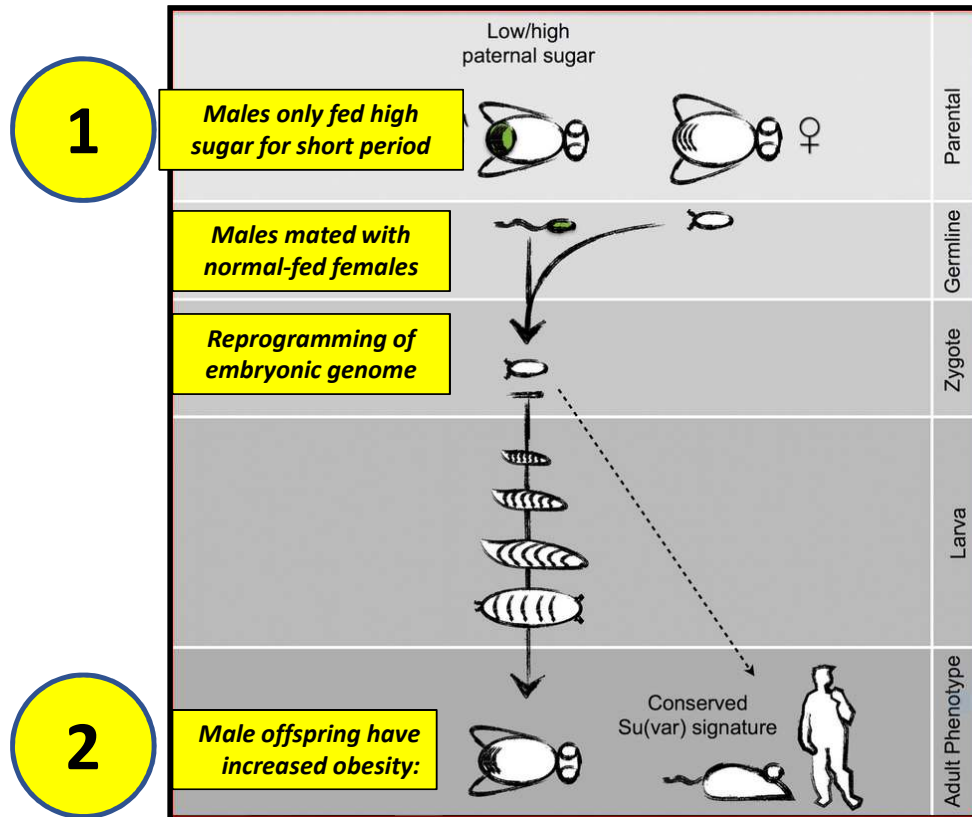 Low/high
paternal sugar
1
Males only fed high
sugar for short period
♀
Parental
Males mated with
normal-fed females
Germline
Reprogramming of
embryonic genome
Zygote
Larva
2
Male offspring have
increased obesity:
Conserved
Su(var) signature
Adult Phenotype